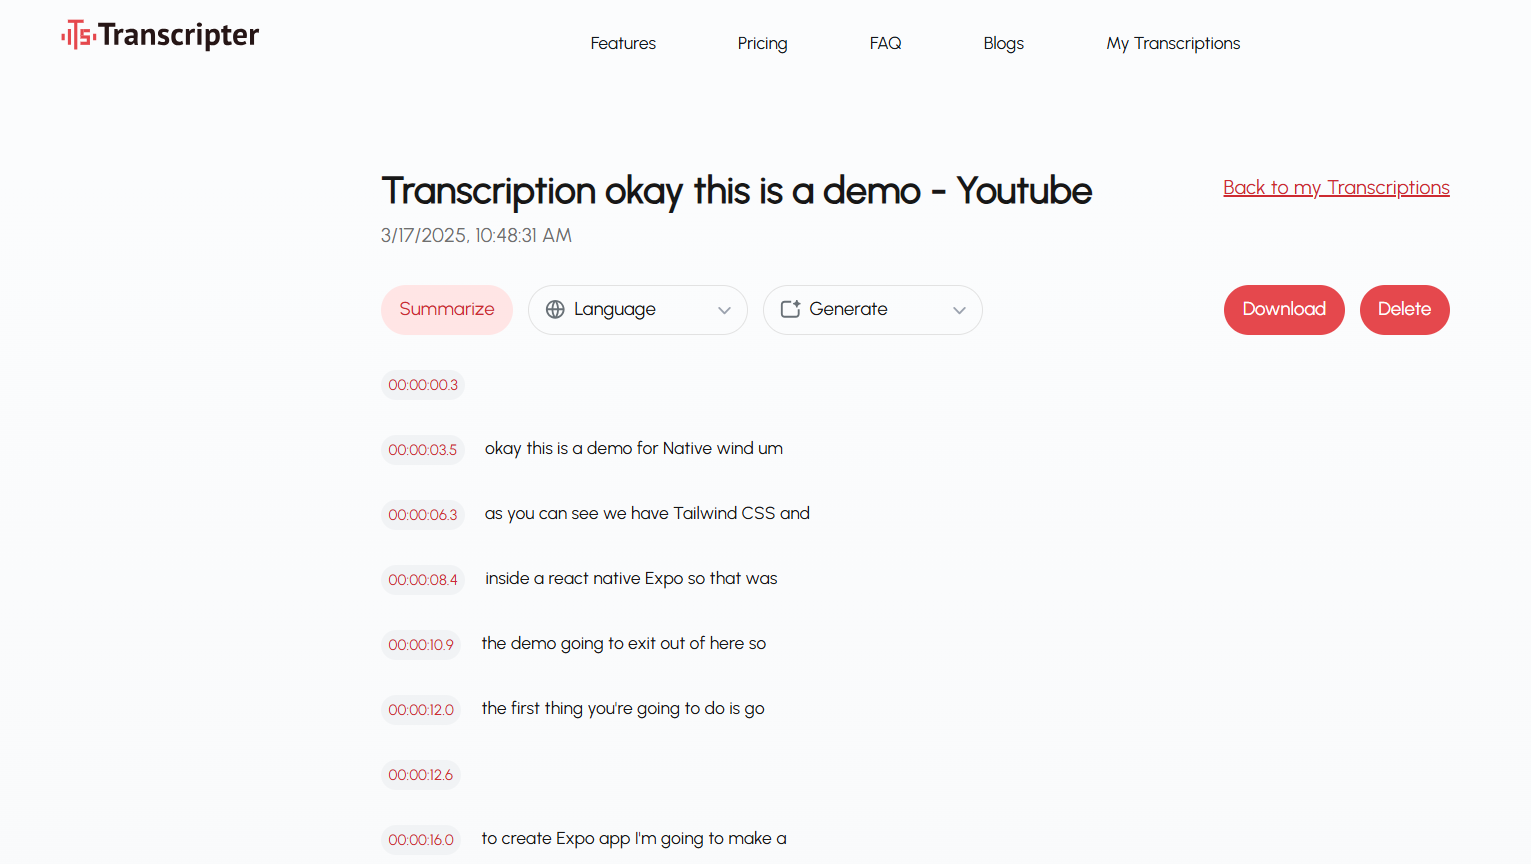 Transcripter
Features Pricing FAQ Blogs My Transcriptions
Transcription okay this is a demo - Youtube
Back to my Transcriptions
3/17/2025, 10:48:31 AM
Summarize Language Generate Download Delete
00:00:00.3
00:00:03.5 okay this is a demo for Native wind um
00:00:06.3 as you can see we have Tailwind CSS and
00:00:08.4 inside a react native Expo so that was
00:00:10.9 the demo going to exit out of here so
00:00:12.0 the first thing you're going to do is go
00:00:12.6
00:00:16.0 to create Expo app I'm going to make a